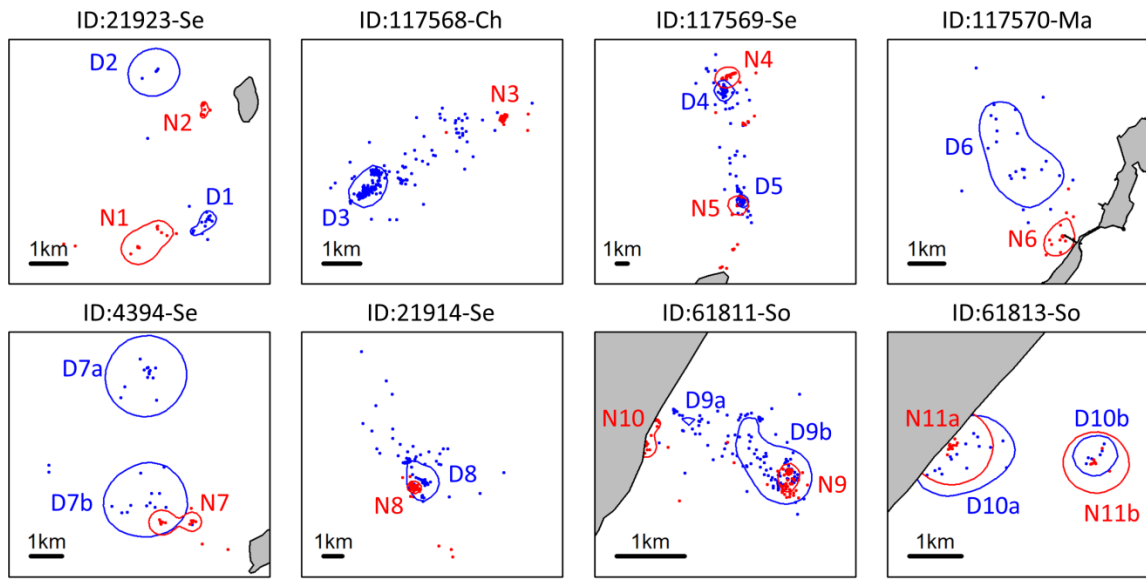 ID:21923-Se
D2
N2
D1
N1
1km
ID:117568-Ch
N3
D3
1km
ID:117569-Se
N4
D4
D5
N5
1km
ID:117570-Ma
D6
N6
1km
ID:4394-Se
D7a
D7b
N7
1km
ID:21914-Se
D8
N8
1km
ID:61811-So
N10
D9a
D9b
N9
1km
ID:61813-So
N11a
D10b
D10a
N11b
1km